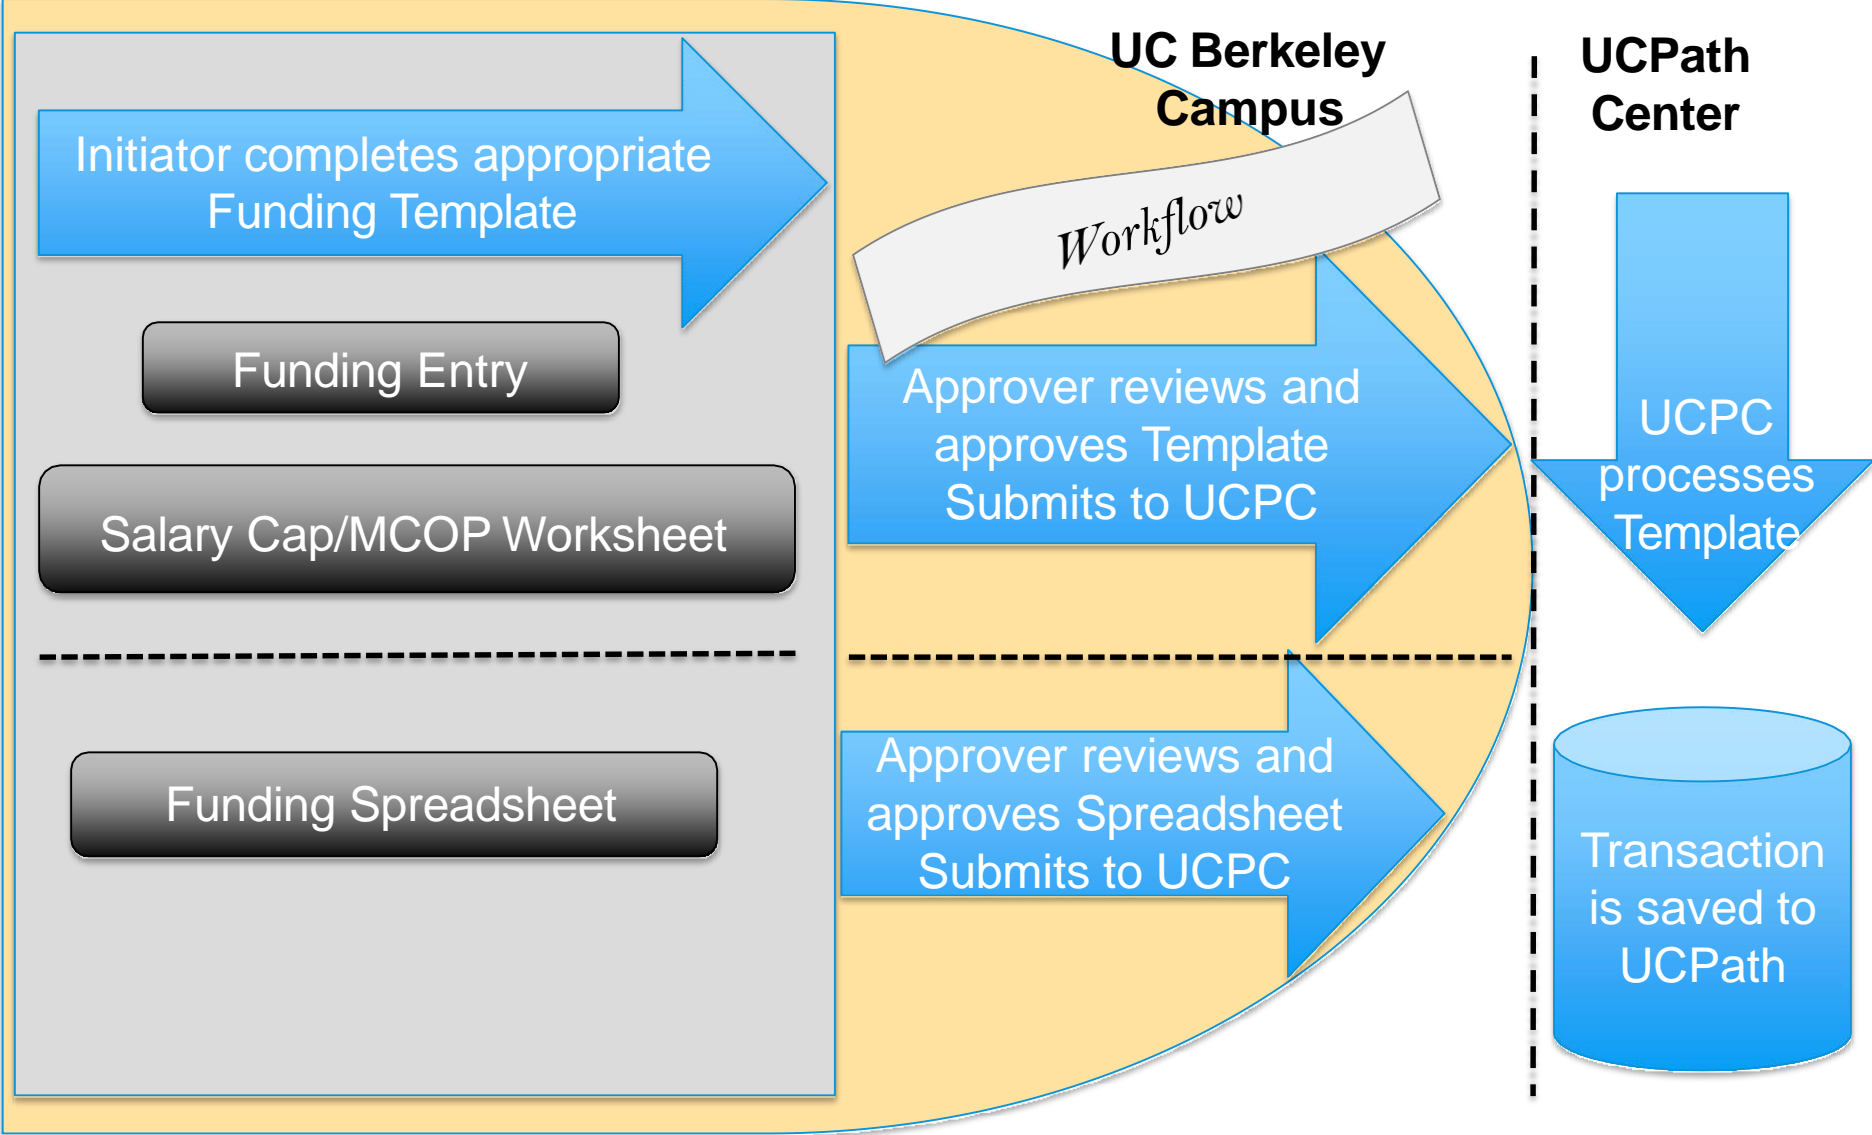 UC Berkeley
Campus
UCPath
Center
Initiator completes appropriate
Funding Template
Workflow
Funding Entry
Salary Cap/MCOP Worksheet
Approver reviews and
approves Template
Submits to UCPC
UCPC
processes
Template
Funding Spreadsheet
Approver reviews and
approves Spreadsheet
Submits to UCPC
Transaction
is saved to
UCPath